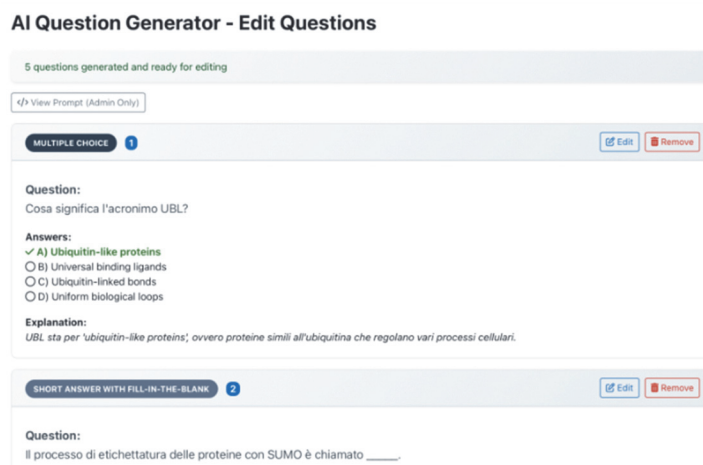 AI Question Generator - Edit Questions
5 questions generated and ready for editing
</> View Prompt (Admin Only)
MULTIPLE CHOICE 1 Edit Remove
Question:
Cosa significa l'acronimo UBL?
Answers:
✓ A) Ubiquitin-like proteins
B) Universal binding ligands
C) Ubiquitin-linked bonds
D) Uniform biological loops
Explanation:
UBL sta per 'ubiquitin-like proteins', ovvero proteine simili all'ubiquitina che regolano vari processi cellulari.
SHORT ANSWER WITH FILL-IN-THE-BLANK 2 Edit Remove
Question:
Il processo di etichettatura delle proteine con SUMO è chiamato _____.